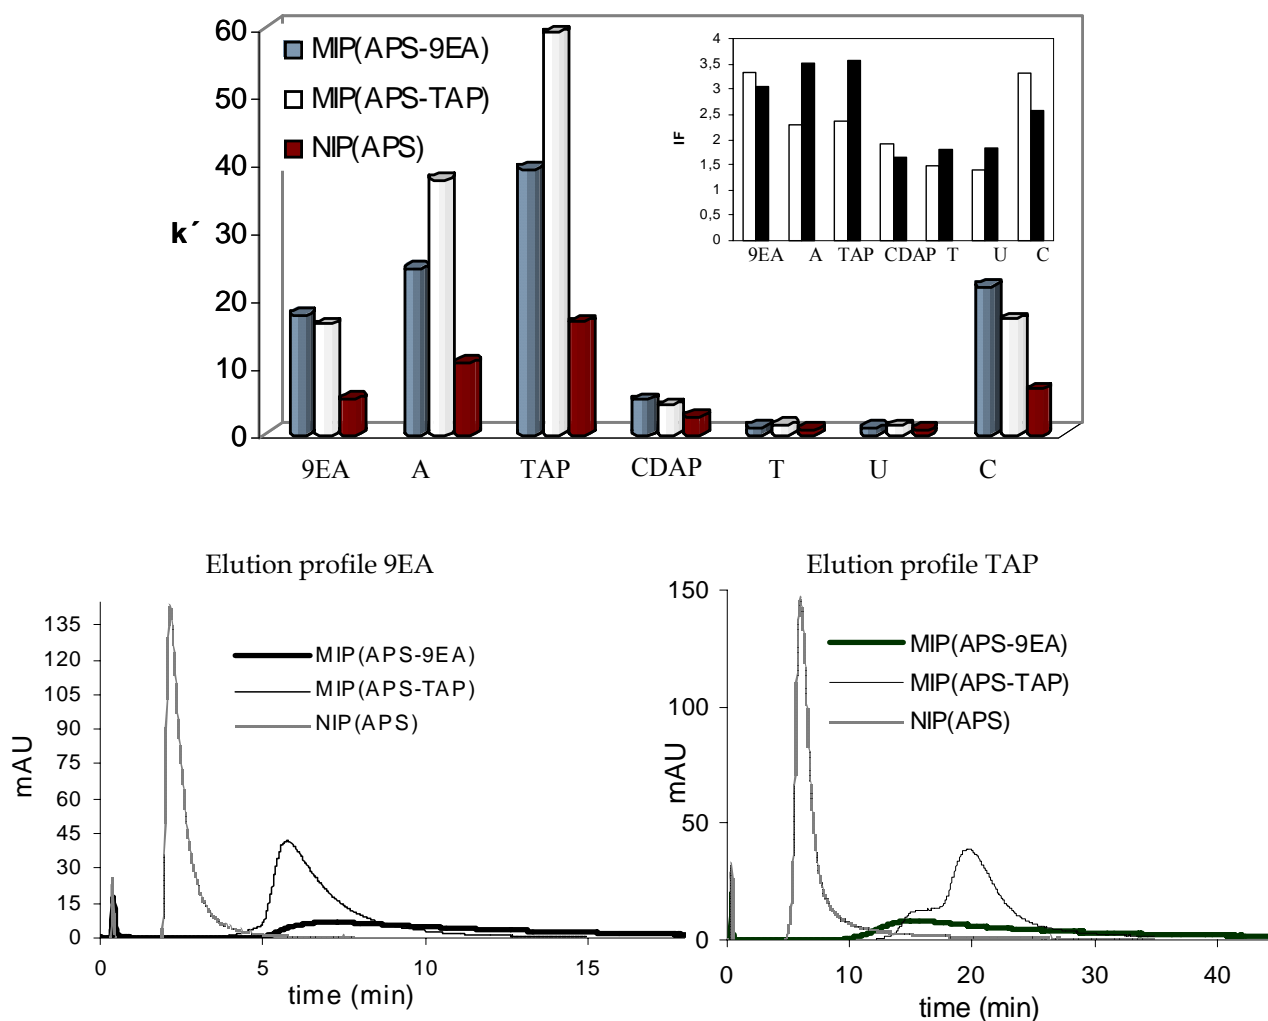 60
50
40
30
20
10
0
k´
MIP(APS-9EA)
MIP(APS-TAP)
NIP(APS)
9EA A TAP CDAP T U C
4
3,5
3
2,5
2
1,5
1
0,5
0
IF
9EA A TAP CDAP T U C
Elution profile 9EA
135
120
105
90
75
60
45
30
15
0
mAU
MIP(APS-9EA)
MIP(APS-TAP)
NIP(APS)
0 5 10 15
time (min)
Elution profile TAP
150
100
50
0
mAU
MIP(APS-9EA)
MIP(APS-TAP)
NIP(APS)
0 10 20 30 40
time (min)